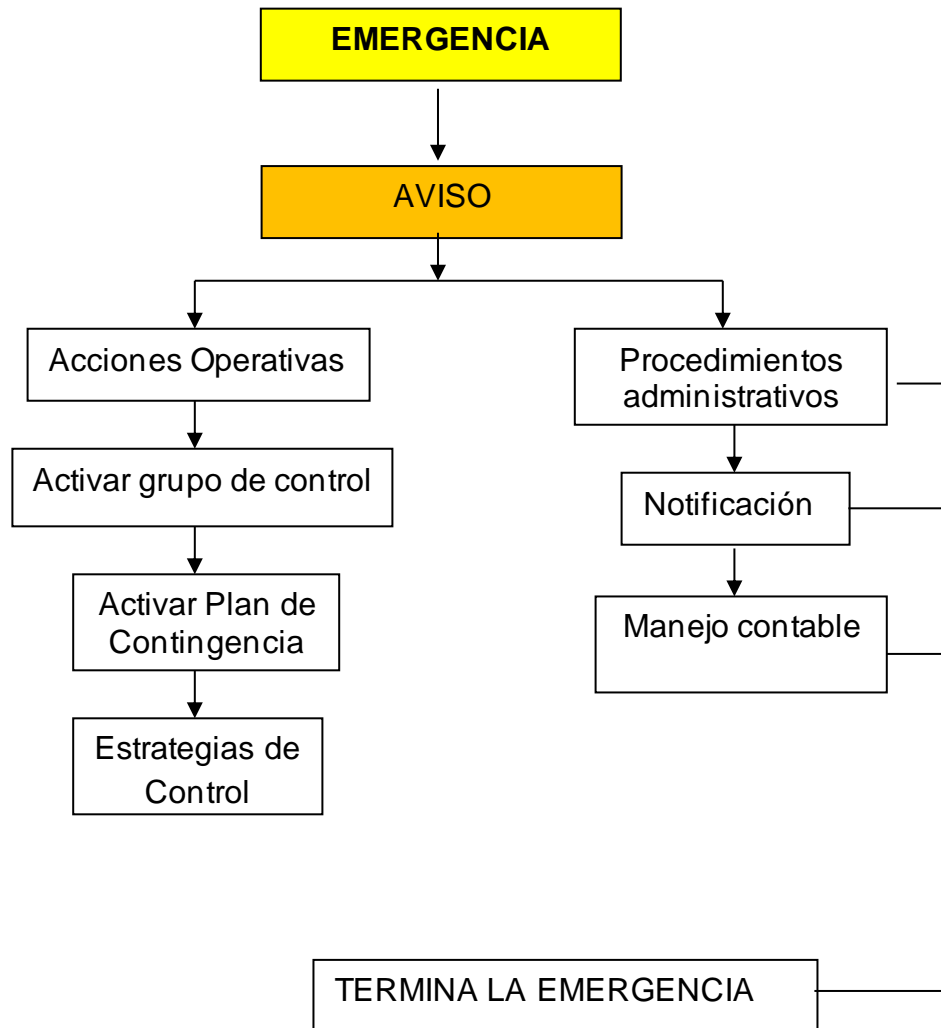 EMERGENCIA
AVISO
Acciones Operativas
Activar grupo de control
Activar Plan de
Contingencia
Estrategias de
Control
Procedimientos
administrativos
Notificación
Manejo contable
TERMINA LA EMERGENCIA